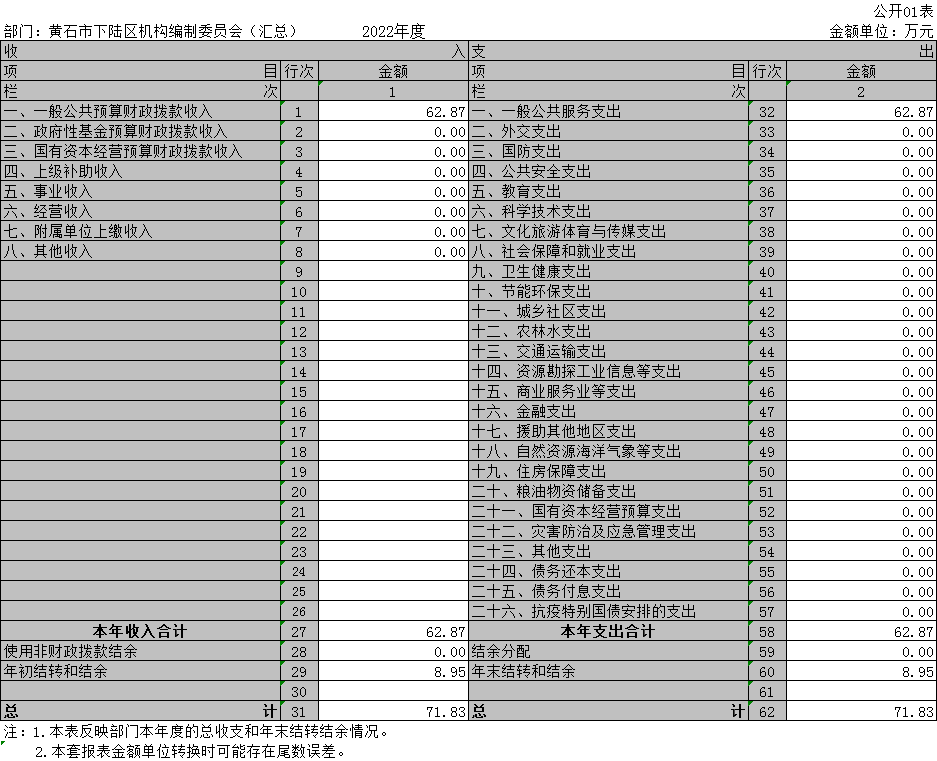 公开01表
部门：黄石市下陆区机构编制委员会（汇总） 2022年度 金额单位：万元
收 入 支 出
项 目 行次 金额 项 目 行次 金额
栏 次 1 栏 次 2
一、一般公共预算财政拨款收入 1 62.87 一、一般公共服务支出 32 62.87
二、政府性基金预算财政拨款收入 2 0.00 二、外交支出 33 0.00
三、国有资本经营预算财政拨款收入 3 0.00 三、国防支出 34 0.00
四、上级补助收入 4 0.00 四、公共安全支出 35 0.00
五、事业收入 5 0.00 五、教育支出 36 0.00
六、经营收入 6 0.00 六、科学技术支出 37 0.00
七、附属单位上缴收入 7 0.00 七、文化旅游体育与传媒支出 38 0.00
八、其他收入 8 0.00 八、社会保障和就业支出 39 0.00
9 九、卫生健康支出 40 0.00
10 十、节能环保支出 41 0.00
11 十一、城乡社区支出 42 0.00
12 十二、农林水支出 43 0.00
13 十三、交通运输支出 44 0.00
14 十四、资源勘探工业信息等支出 45 0.00
15 十五、商业服务业等支出 46 0.00
16 十六、金融支出 47 0.00
17 十七、援助其他地区支出 48 0.00
18 十八、自然资源海洋气象等支出 49 0.00
19 十九、住房保障支出 50 0.00
20 二十、粮油物资储备支出 51 0.00
21 二十一、国有资本经营预算支出 52 0.00
22 二十二、灾害防治及应急管理支出 53 0.00
23 二十三、其他支出 54 0.00
24 二十四、债务还本支出 55 0.00
25 二十五、债务付息支出 56 0.00
26 二十六、抗疫特别国债安排的支出 57 0.00
本年收入合计 27 62.87 本年支出合计 58 62.87
使用非财政拨款结余 28 0.00 结余分配 59 0.00
年初结转和结余 29 8.95 年末结转和结余 60 8.95
30 61
总 计 31 71.83 总 计 62 71.83
注：1.本表反映部门本年度的总收支和年末结转结余情况。
2.本套报表金额单位转换时可能存在尾数误差。